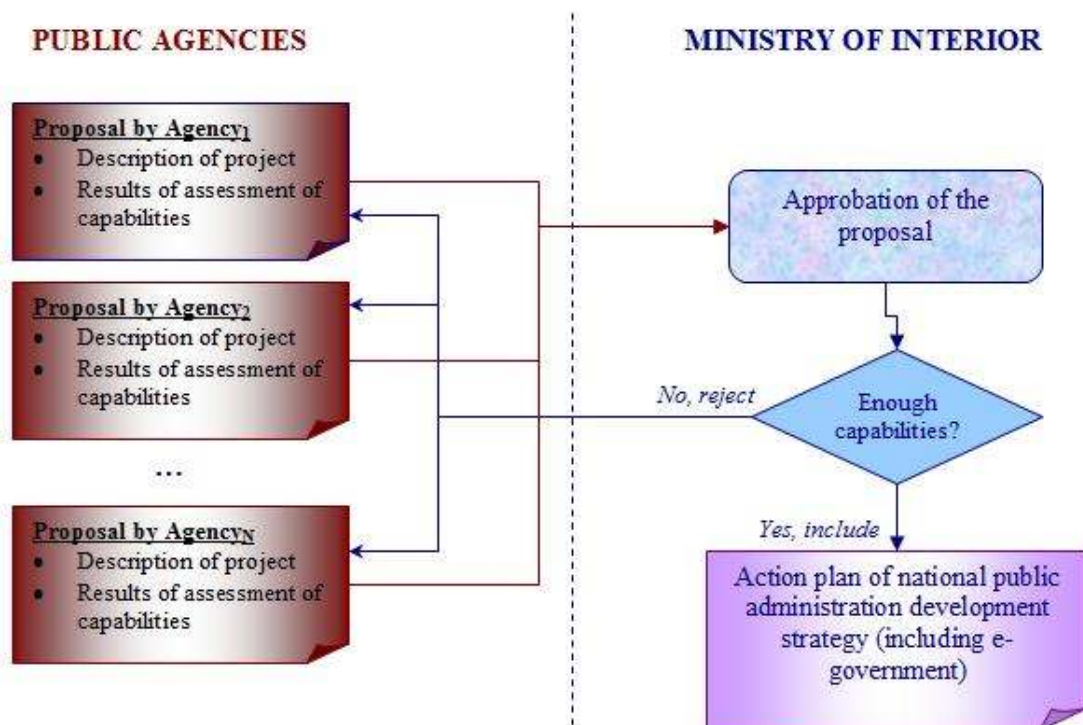 PUBLIC AGENCIES
MINISTRY OF INTERIOR
Proposal by Agency1
• Description of project
• Results of assessment of
capabilities
Proposal by Agency2
• Description of project
• Results of assessment of
capabilities
...
Proposal by AgencyN
• Description of project
• Results of assessment of
capabilities
Approbation of the
proposal
Enough
capabilities?
No, reject
Yes, include
Action plan of national public
administration development
strategy (including e-
government)